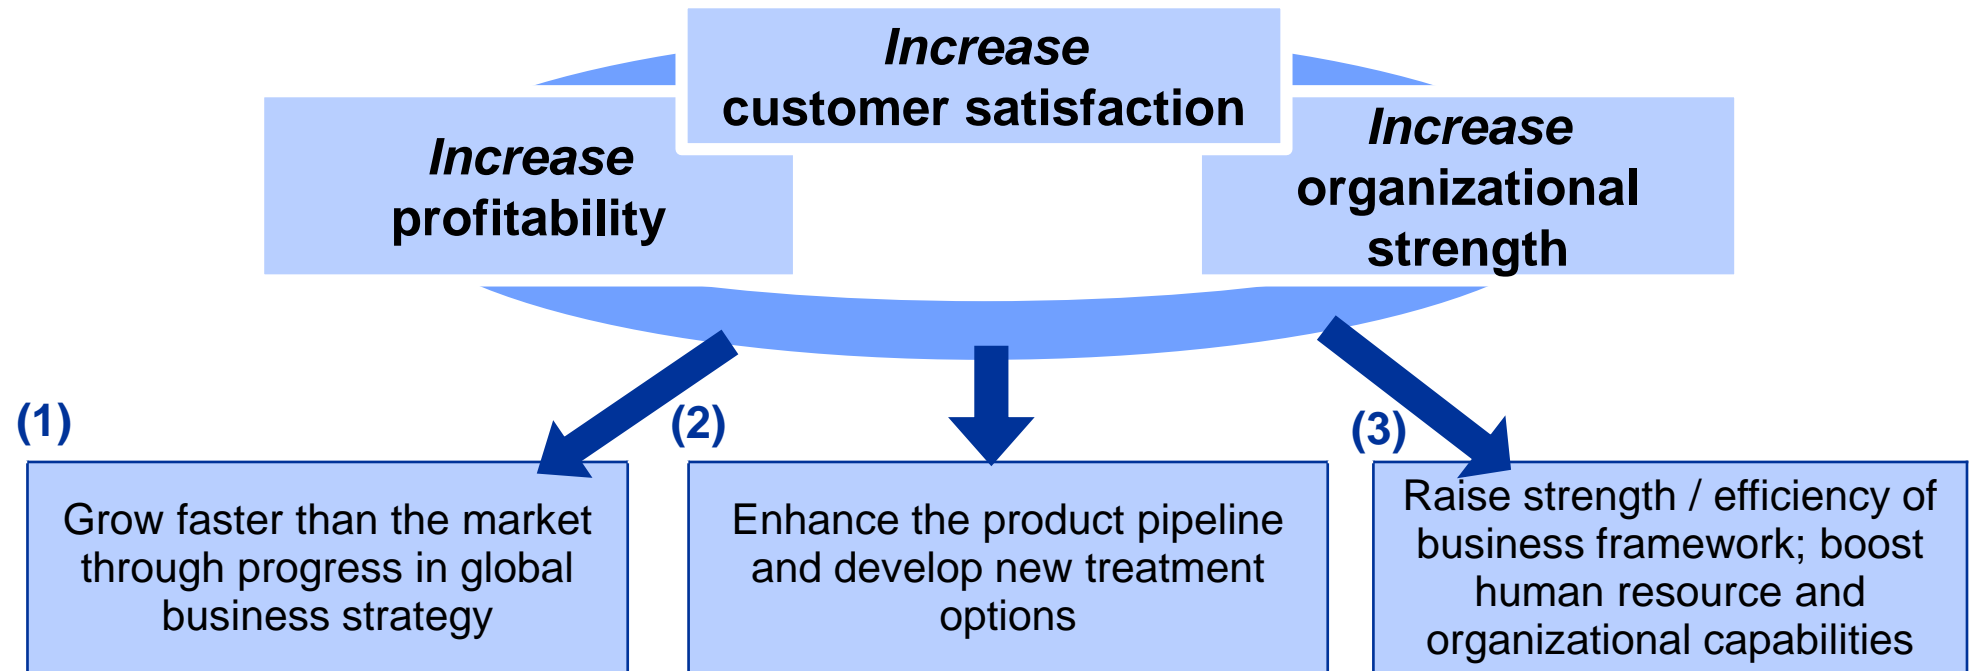 Increase
customer satisfaction
Increase
profitability
Increase
organizational
strength
(1)
Grow faster than the market
through progress in global
business strategy
(2)
Enhance the product pipeline
and develop new treatment
options
(3)
Raise strength / efficiency of
business framework; boost
human resource and
organizational capabilities